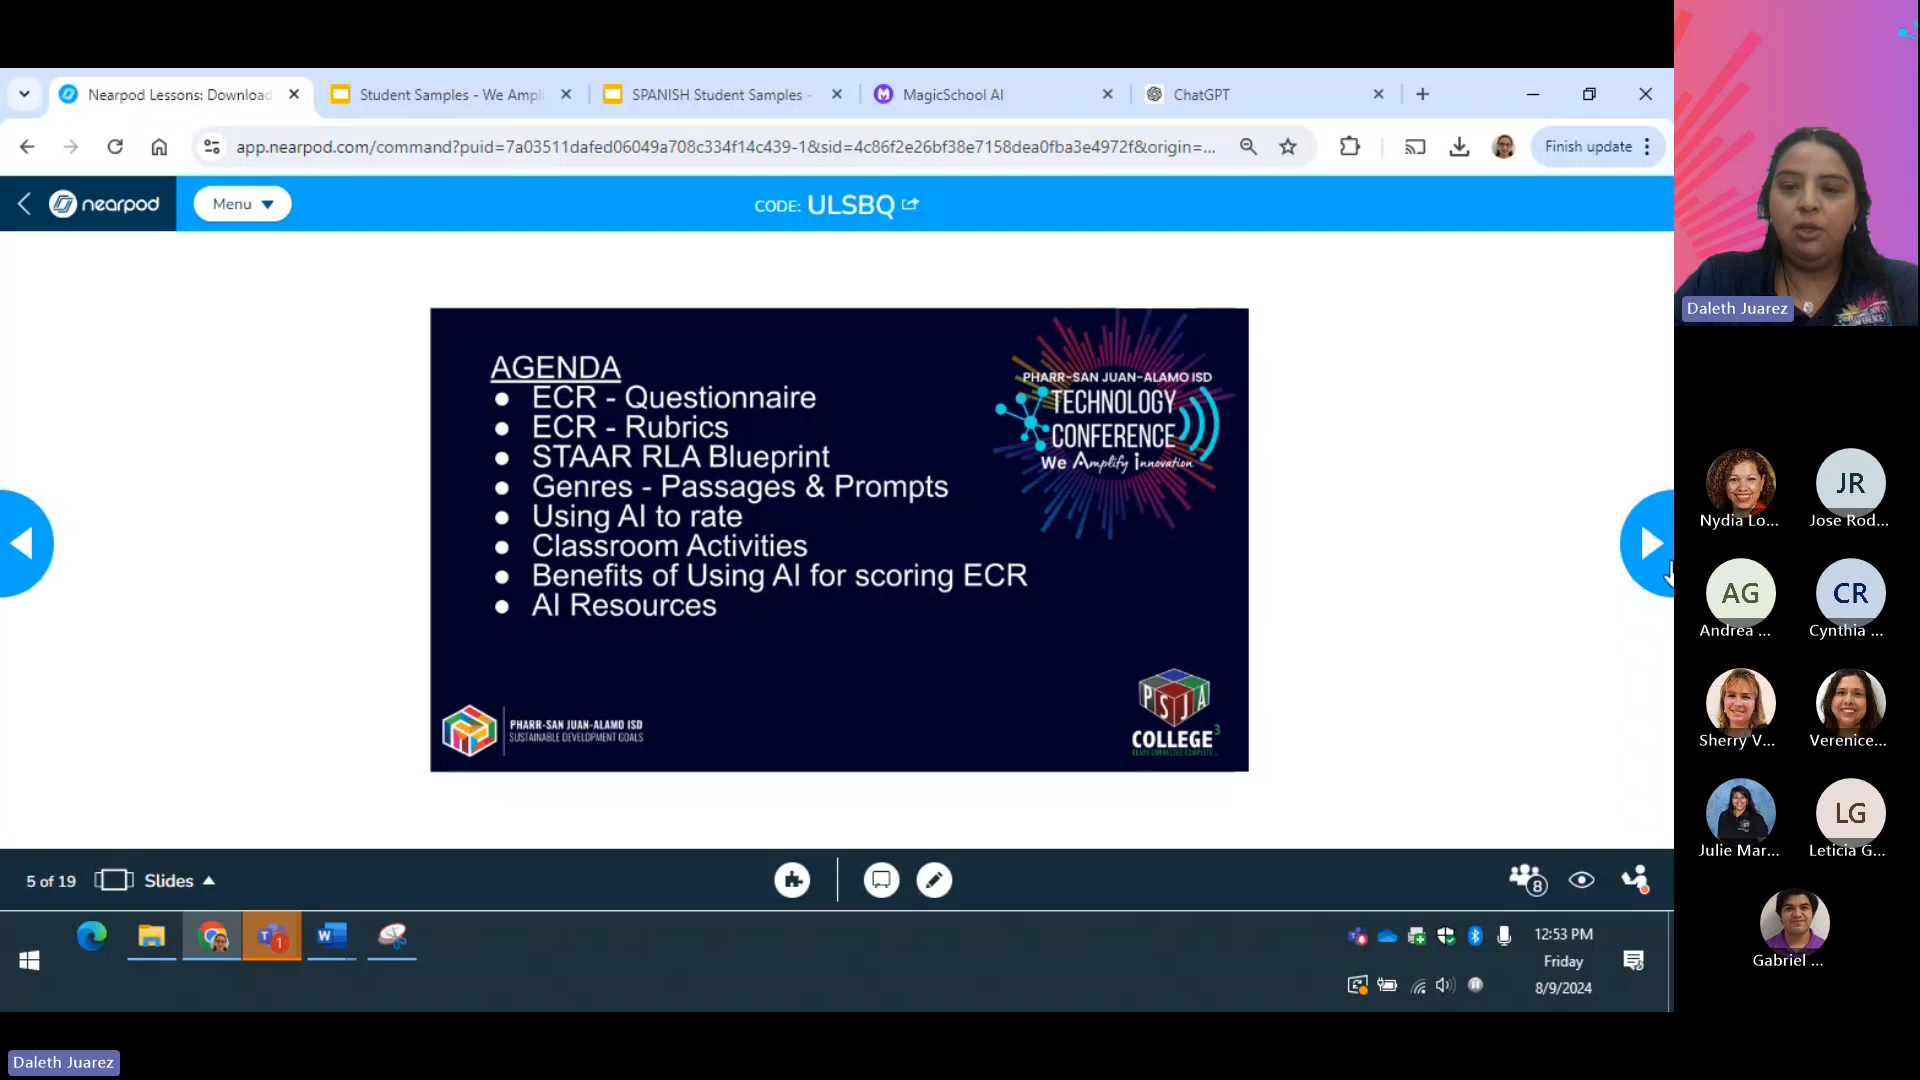 Nearpod Lessons: Download
Student Samples - We Ampl
SPANISH Student Samples -
MagicSchool AI
ChatGPT
app.nearpod.com/command?puid=7a03511dafed06049a708c334f14c439-1&sid=4c86f2e26bf38e7158dea0fba3e4972f&origin=...
Finish update
nearpod
Menu
CODE: ULSBQ
AGENDA
● ECR - Questionnaire
● ECR - Rubrics
● STAAR RLA Blueprint
● Genres - Passages & Prompts
● Using AI to rate
● Classroom Activities
● Benefits of Using AI for scoring ECR
● AI Resources
PHARR-SAN JUAN-ALAMO ISD
TECHNOLOGY
CONFERENCE
We Amplify Innovation
PHARR-SAN JUAN-ALAMO ISD
SUSTAINABLE DEVELOPMENT GOALS
PSJA
COLLEGE³
5 of 19
Slides
8
1
12:53 PM
Friday
8/9/2024
Daleth Juarez
Nydia Lo...
JR
Jose Rod...
AG
Andrea ...
CR
Cynthia ...
Sherry V...
Verenice...
Julie Mar...
LG
Leticia G...
Gabriel ...
Daleth Juarez